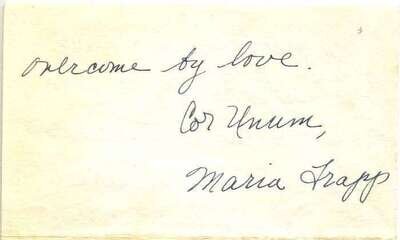 overcome by love.
Cor Unum,
Maria Trapp